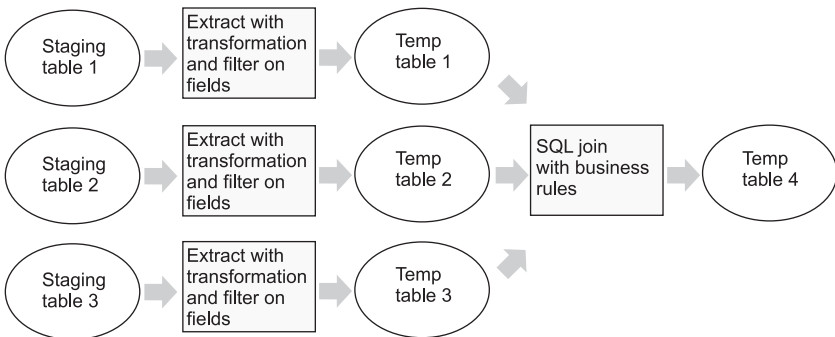 Staging
table 1
Extract with
transformation
and filter on
fields
Temp
table 1
Staging
table 2
Extract with
transformation
and filter on
fields
Temp
table 2
SQL join
with business
rules
Temp
table 4
Staging
table 3
Extract with
transformation
and filter on
fields
Temp
table 3